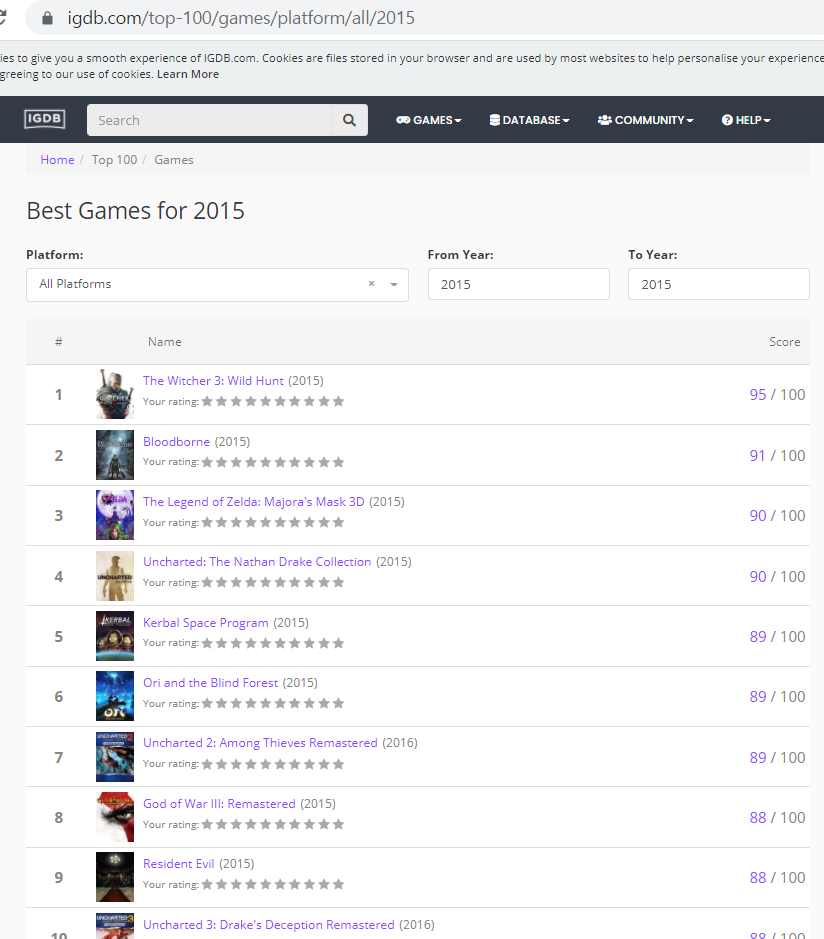 igdb.com/top-100/games/platform/all/2015
ies to give you a smooth experience of IGDB.com. Cookies are files stored in your browser and are used by most websites to help personalise your experience
greeing to our use of cookies. Learn More
IGDB Search GAMES DATABASE COMMUNITY HELP
Home / Top 100 / Games
Best Games for 2015
Platform: From Year: To Year:
All Platforms × 2015 2015
# Name Score
1 The Witcher 3: Wild Hunt (2015) 95 / 100
Your rating:
2 Bloodborne (2015) 91 / 100
Your rating:
3 The Legend of Zelda: Majora's Mask 3D (2015) 90 / 100
Your rating:
4 Uncharted: The Nathan Drake Collection (2015) 90 / 100
Your rating:
5 Kerbal Space Program (2015) 89 / 100
Your rating:
6 Ori and the Blind Forest (2015) 89 / 100
Your rating:
7 Uncharted 2: Among Thieves Remastered (2016) 89 / 100
Your rating:
8 God of War III: Remastered (2015) 88 / 100
Your rating:
9 Resident Evil (2015) 88 / 100
Your rating:
10 Uncharted 3: Drake's Deception Remastered (2016) 88 / 100